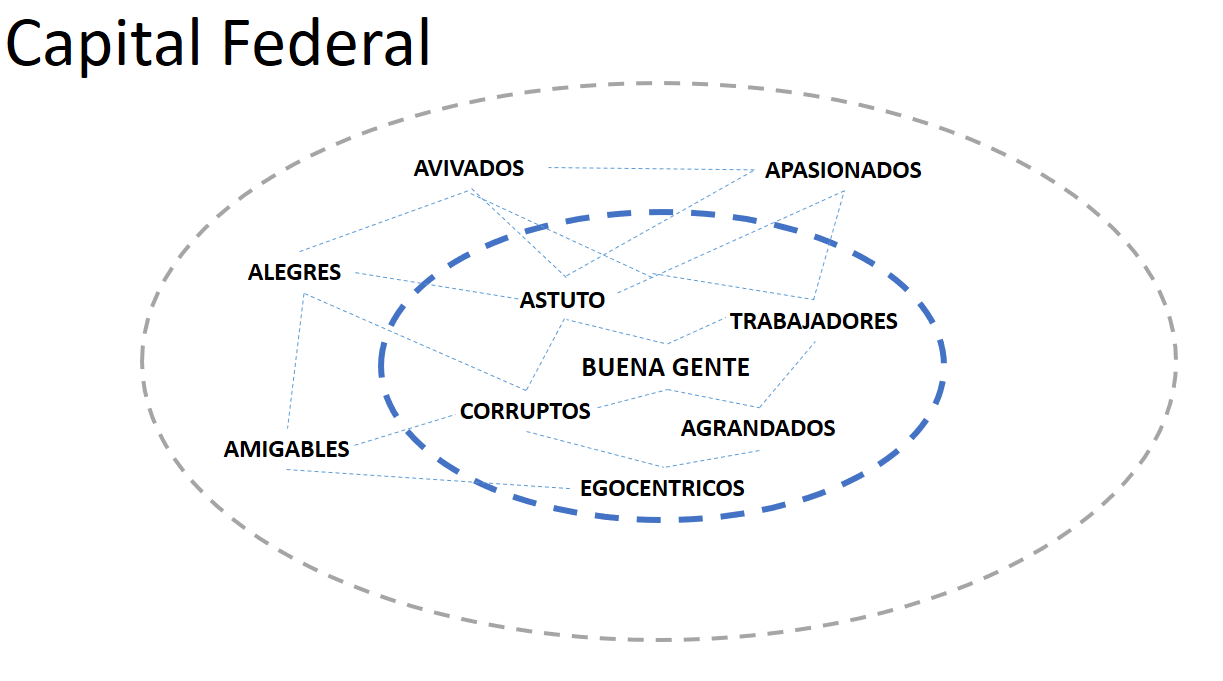 Capital Federal
AVIVADOS
APASIONADOS
ALEGRES
ASTUTO
TRABAJADORES
BUENA GENTE
CORRUPTOS
AGRANDADOS
AMIGABLES
EGOCENTRICOS